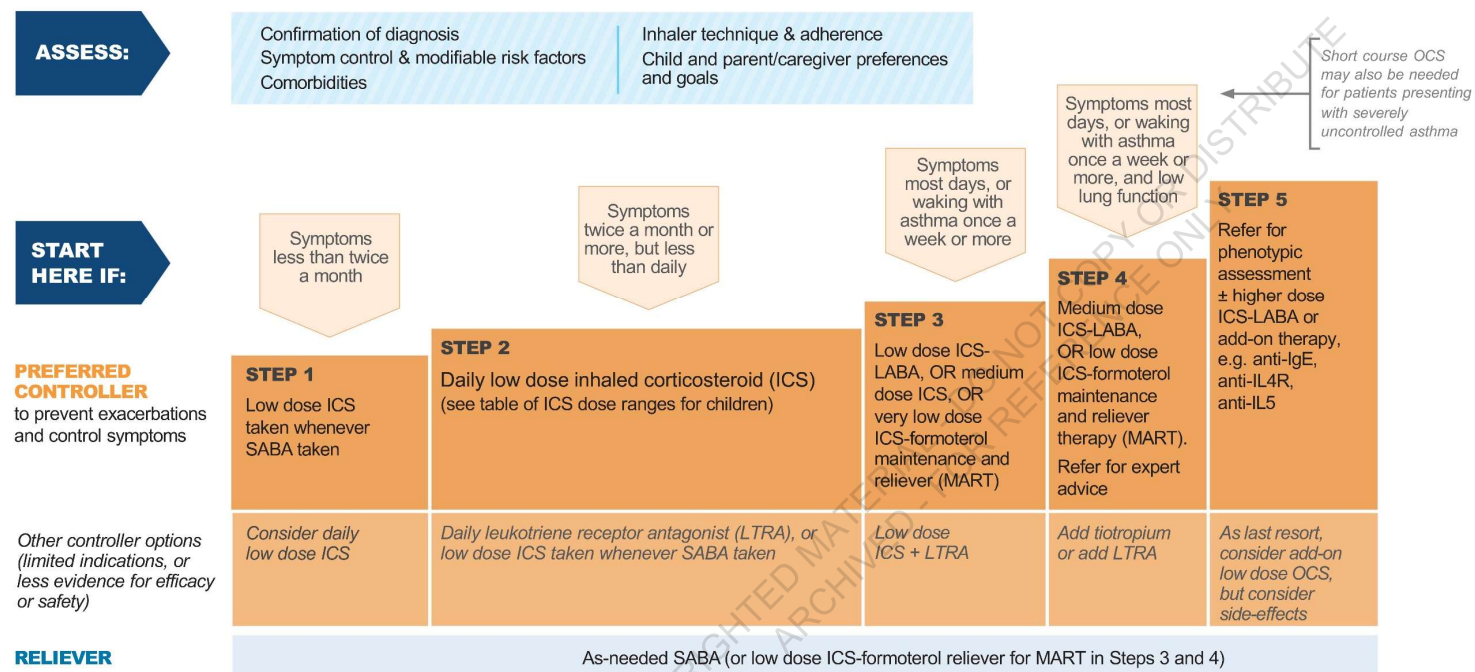 ASSESS:
Confirmation of diagnosis
Symptom control & modifiable risk factors
Comorbidities
Inhaler technique & adherence
Child and parent/caregiver preferences
and goals
Short course OCS
may also be needed
for patients presenting
with severely
uncontrolled asthma
START
HERE IF:
Symptoms
less than twice
a month
Symptoms
twice a month or
more, but less
than daily
Symptoms
most days, or
waking with
asthma once a
week or more
Symptoms most
days, or waking
with asthma
once a week or
more, and low
lung function
PREFERRED
CONTROLLER
to prevent exacerbations
and control symptoms
STEP 1
Low dose ICS
taken whenever
SABA taken
STEP 2
Daily low dose inhaled corticosteroid (ICS)
(see table of ICS dose ranges for children)
STEP 3
Low dose ICS-
LABA, OR medium
dose ICS, OR
very low dose
ICS-formoterol
maintenance and
reliever (MART)
STEP 4
Medium dose
ICS-LABA,
OR low dose
ICS-formoterol
maintenance
and reliever
therapy (MART).
Refer for expert
advice
STEP 5
Refer for
phenotypic
assessment
± higher dose
ICS-LABA or
add-on therapy,
e.g. anti-IgE,
anti-IL4R,
anti-IL5
Other controller options
(limited indications, or
less evidence for efficacy
or safety)
Consider daily
low dose ICS
Daily leukotriene receptor antagonist (LTRA), or
low dose ICS taken whenever SABA taken
Low dose
ICS + LTRA
Add tiotropium
or add LTRA
As last resort,
consider add-on
low dose OCS,
but consider
side-effects
RELIEVER
As-needed SABA (or low dose ICS-formoterol reliever for MART in Steps 3 and 4)
MATERIAL - DO NOT COPY OR DISTRIBUTE
ARCHIVED - FOR REFERENCE ONLY